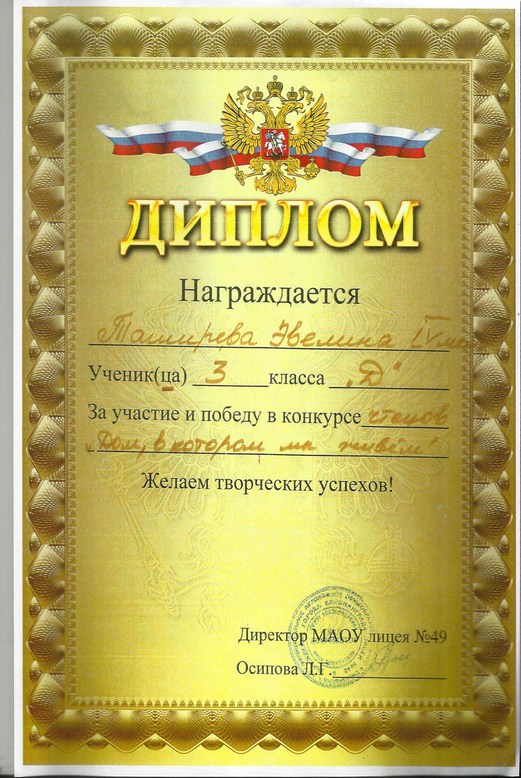 ДИПЛОМ
Награждается
Таширева Эвелина IV
Ученик(ца) 3 класса „Д"
За участие и победу в конкурсе чтецов
„Дом, в котором мы живём"
Желаем творческих успехов!
Директор МАОУ лицея №49
Осипова Л.Г.